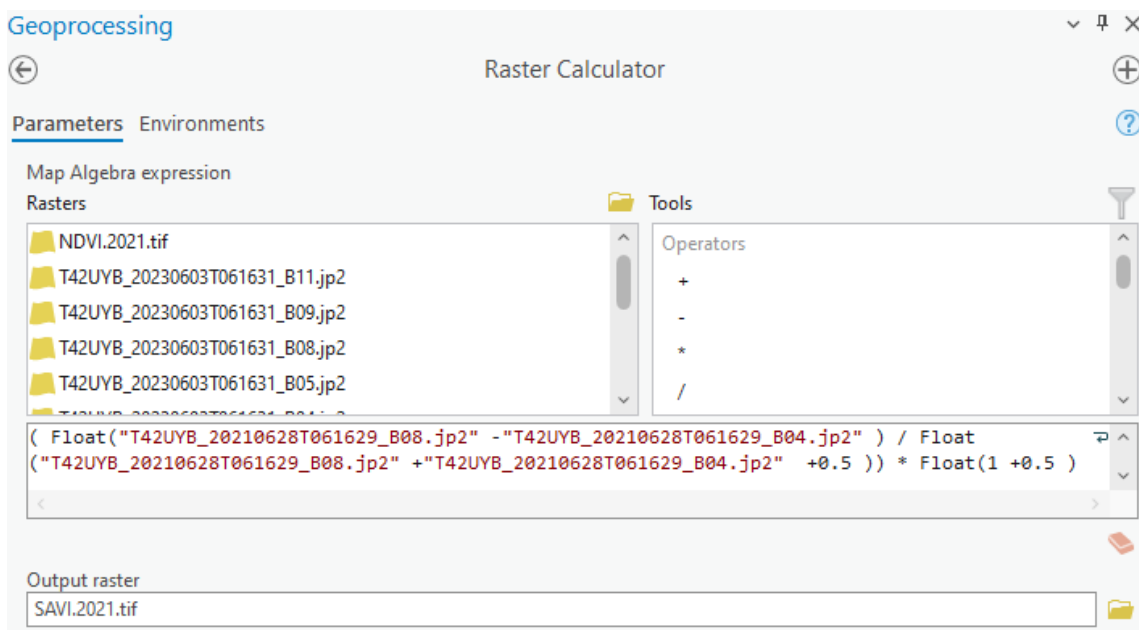 Geoprocessing
Raster Calculator
Parameters Environments
Map Algebra expression
Rasters
Tools
NDVI.2021.tif
T42UYB_20230603T061631_B11.jp2
T42UYB_20230603T061631_B09.jp2
T42UYB_20230603T061631_B08.jp2
T42UYB_20230603T061631_B05.jp2
Operators
+
-
*
/
( Float("T42UYB_20210628T061629_B08.jp2" -"T42UYB_20210628T061629_B04.jp2" ) / Float
("T42UYB_20210628T061629_B08.jp2" +"T42UYB_20210628T061629_B04.jp2"  +0.5 )) * Float(1 +0.5 )
Output raster
SAVI.2021.tif